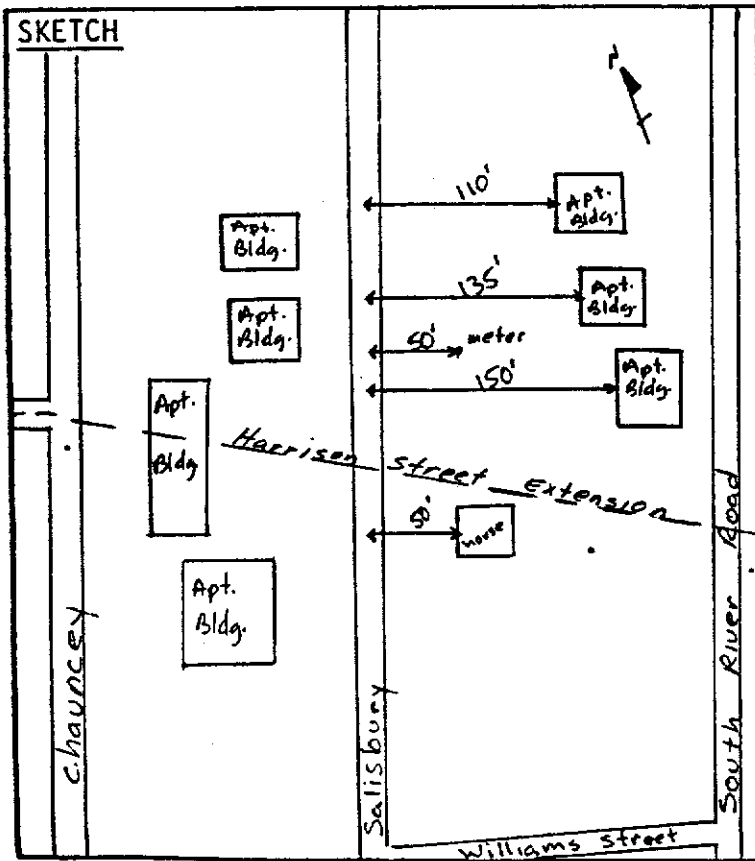 SKETCH
N
110'
Apt.
Bldg.
Apt.
Bldg.
135'
Apt.
Bldg
Apt.
Bldg.
50' meter
150'
Apt.
Bldg.
Apt.
Bldg
Harrison Street Extension
50'
house
Apt.
Bldg.
Chauncey
Salisbury
South River Road
Williams Street